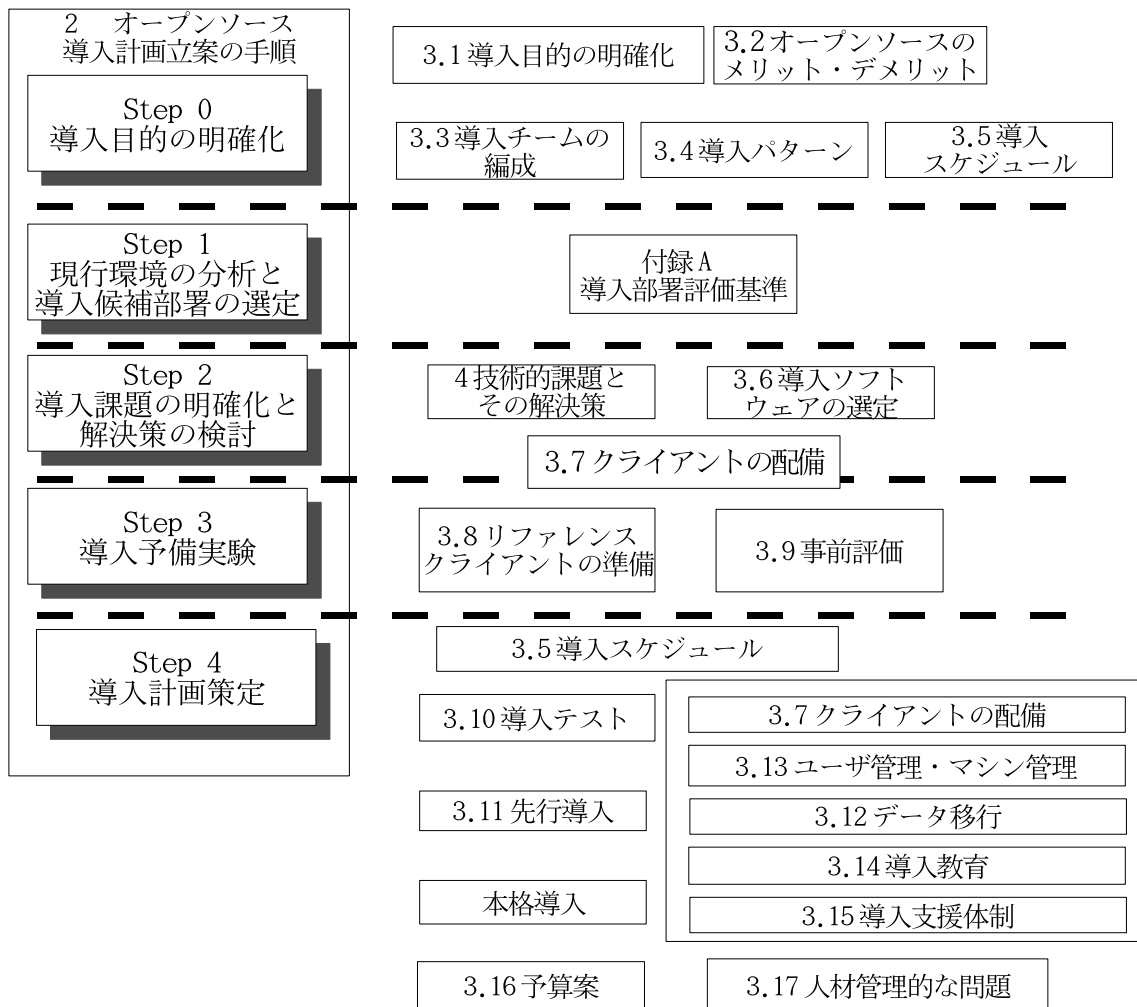 2 オープンソース
導入計画立案の手順
Step 0
導入目的の明確化
3.1導入目的の明確化
3.2オープンソースの
メリット・デメリット
3.3導入チームの
編成
3.4導入パターン
3.5導入
スケジュール
Step 1
現行環境の分析と
導入候補部署の選定
付録A
導入部署評価基準
Step 2
導入課題の明確化と
解決策の検討
4技術的課題と
その解決策
3.6導入ソフト
ウェアの選定
3.7クライアントの配備
Step 3
導入予備実験
3.8リファレンス
クライアントの準備
3.9事前評価
Step 4
導入計画策定
3.5導入スケジュール
3.10導入テスト
3.11先行導入
本格導入
3.7クライアントの配備
3.13ユーザ管理・マシン管理
3.12データ移行
3.14導入教育
3.15導入支援体制
3.16予算案
3.17人材管理的な問題